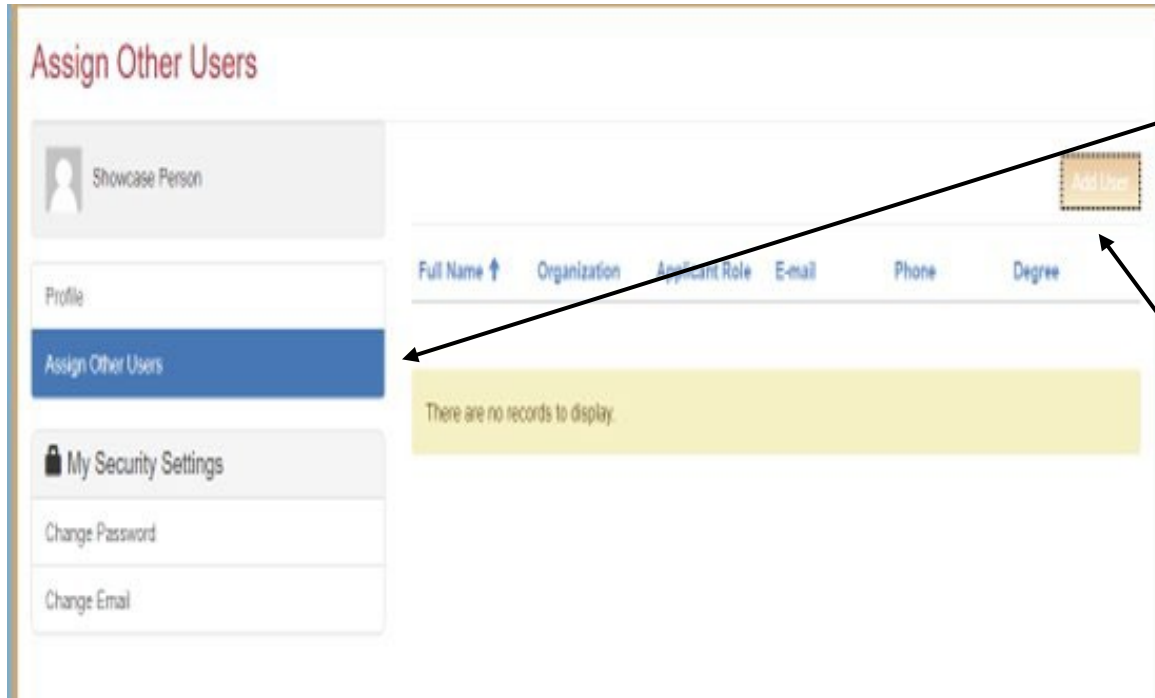 Assign Other Users
Showcase Person
Profile
Assign Other Users
My Security Settings
Change Password
Change Email
Add User
Full Name ↑ Organization Applicant Role E-mail Phone Degree
There are no records to display.